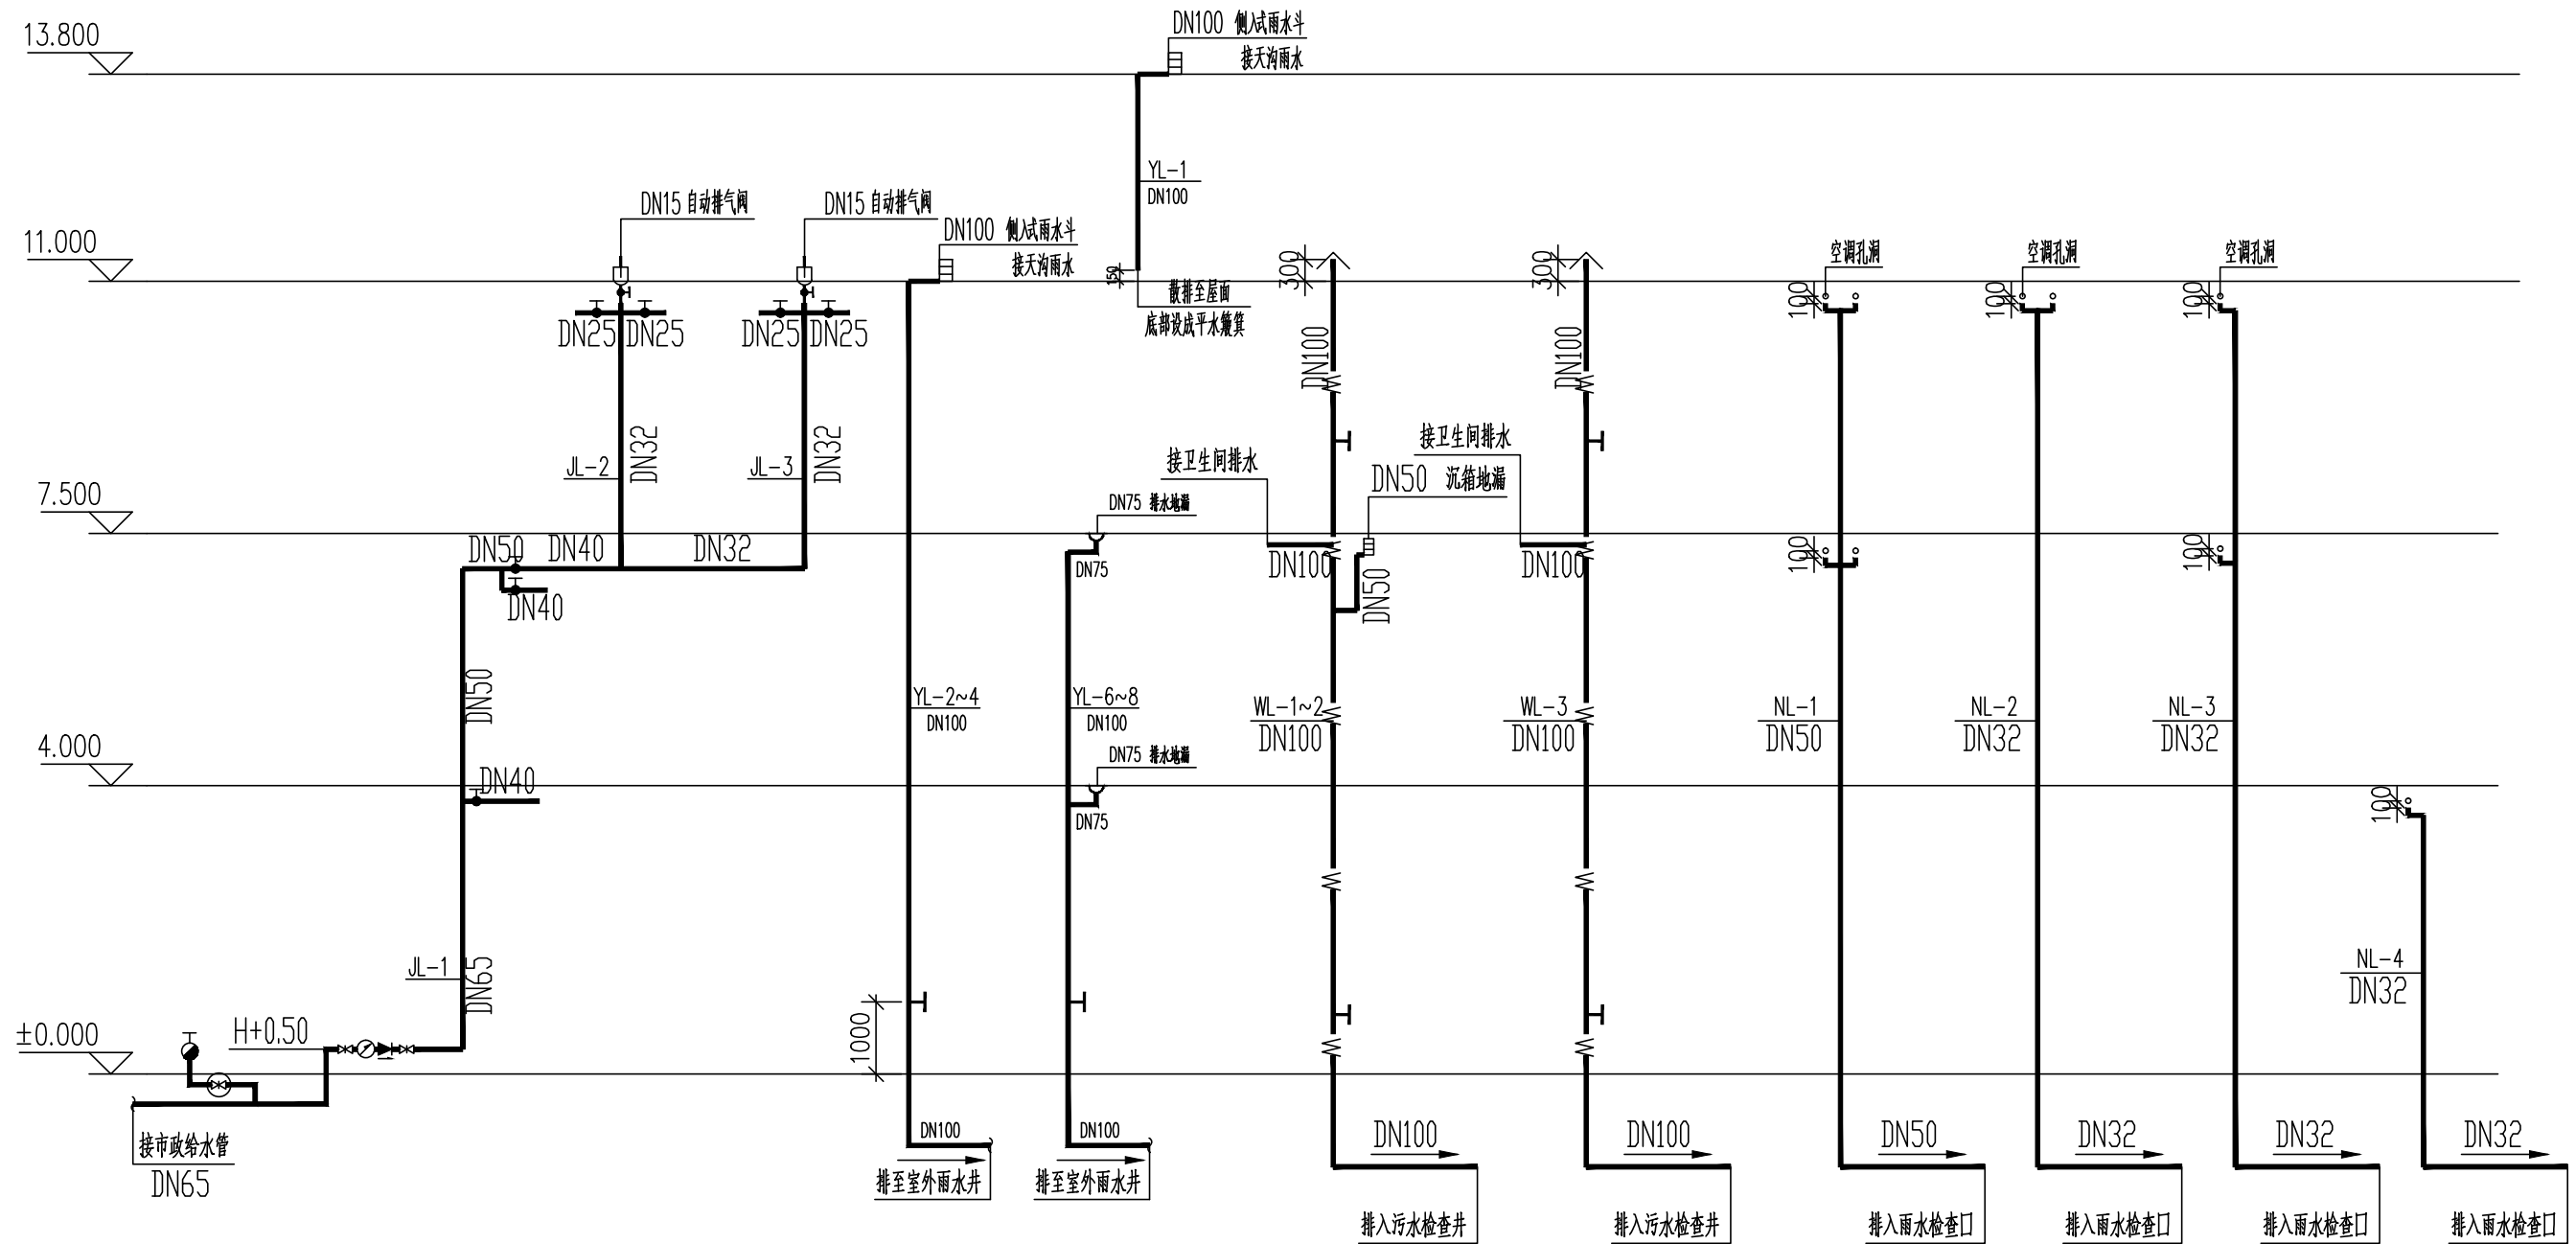 DN100 侧入式雨水斗
接天沟雨水
13.800
YL-1
DN100
DN15 自动排气阀
DN15 自动排气阀
DN100 侧入式雨水斗
接天沟雨水
11.000
150
散排至屋面
底部设成平水簸箕
300
300
空调孔洞
空调孔洞
空调孔洞
100
100
100
DN25
DN25
DN25
DN25
DN100
DN100
DN32
DN32
JL-2
JL-3
接卫生间排水
接卫生间排水
DN50 沉箱地漏
7.500
DN75 排水地漏
DN50
DN40
DN32
DN75
DN100
DN100
100
100
DN40
DN50
DN50
YL-2~4
DN100
YL-6~8
DN100
WL-1~2
DN100
WL-3
DN100
NL-1
DN50
NL-2
DN32
NL-3
DN32
4.000
DN75 排水地漏
DN40
DN75
100
JL-1
DN65
NL-4
DN32
±0.000
H+0.50
1000
接市政给水管
DN65
DN100
排至室外雨水井
DN100
排至室外雨水井
DN100
排入污水检查井
DN100
排入污水检查井
DN50
排入雨水检查口
DN32
排入雨水检查口
DN32
排入雨水检查口
DN32
排入雨水检查口